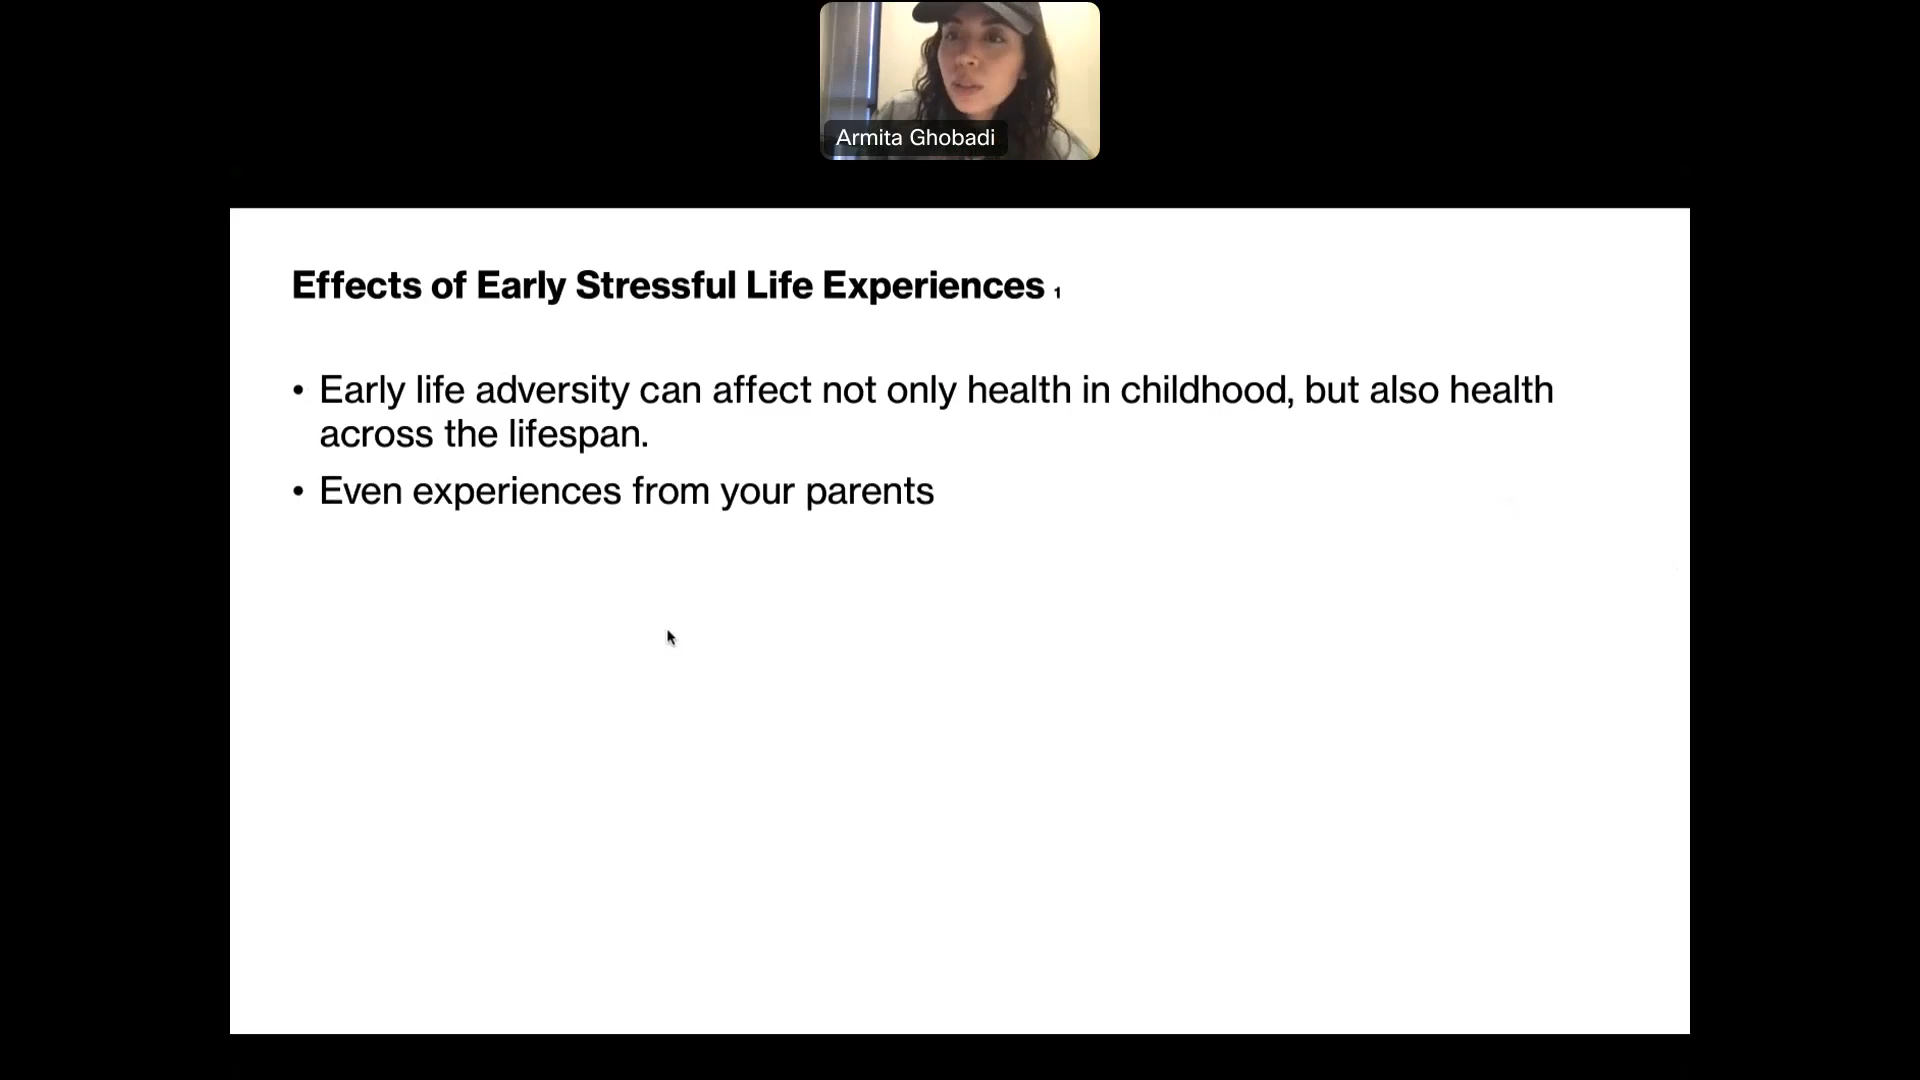 Armita Ghobadi
Effects of Early Stressful Life Experiences 1
• Early life adversity can affect not only health in childhood, but also health
across the lifespan.
• Even experiences from your parents